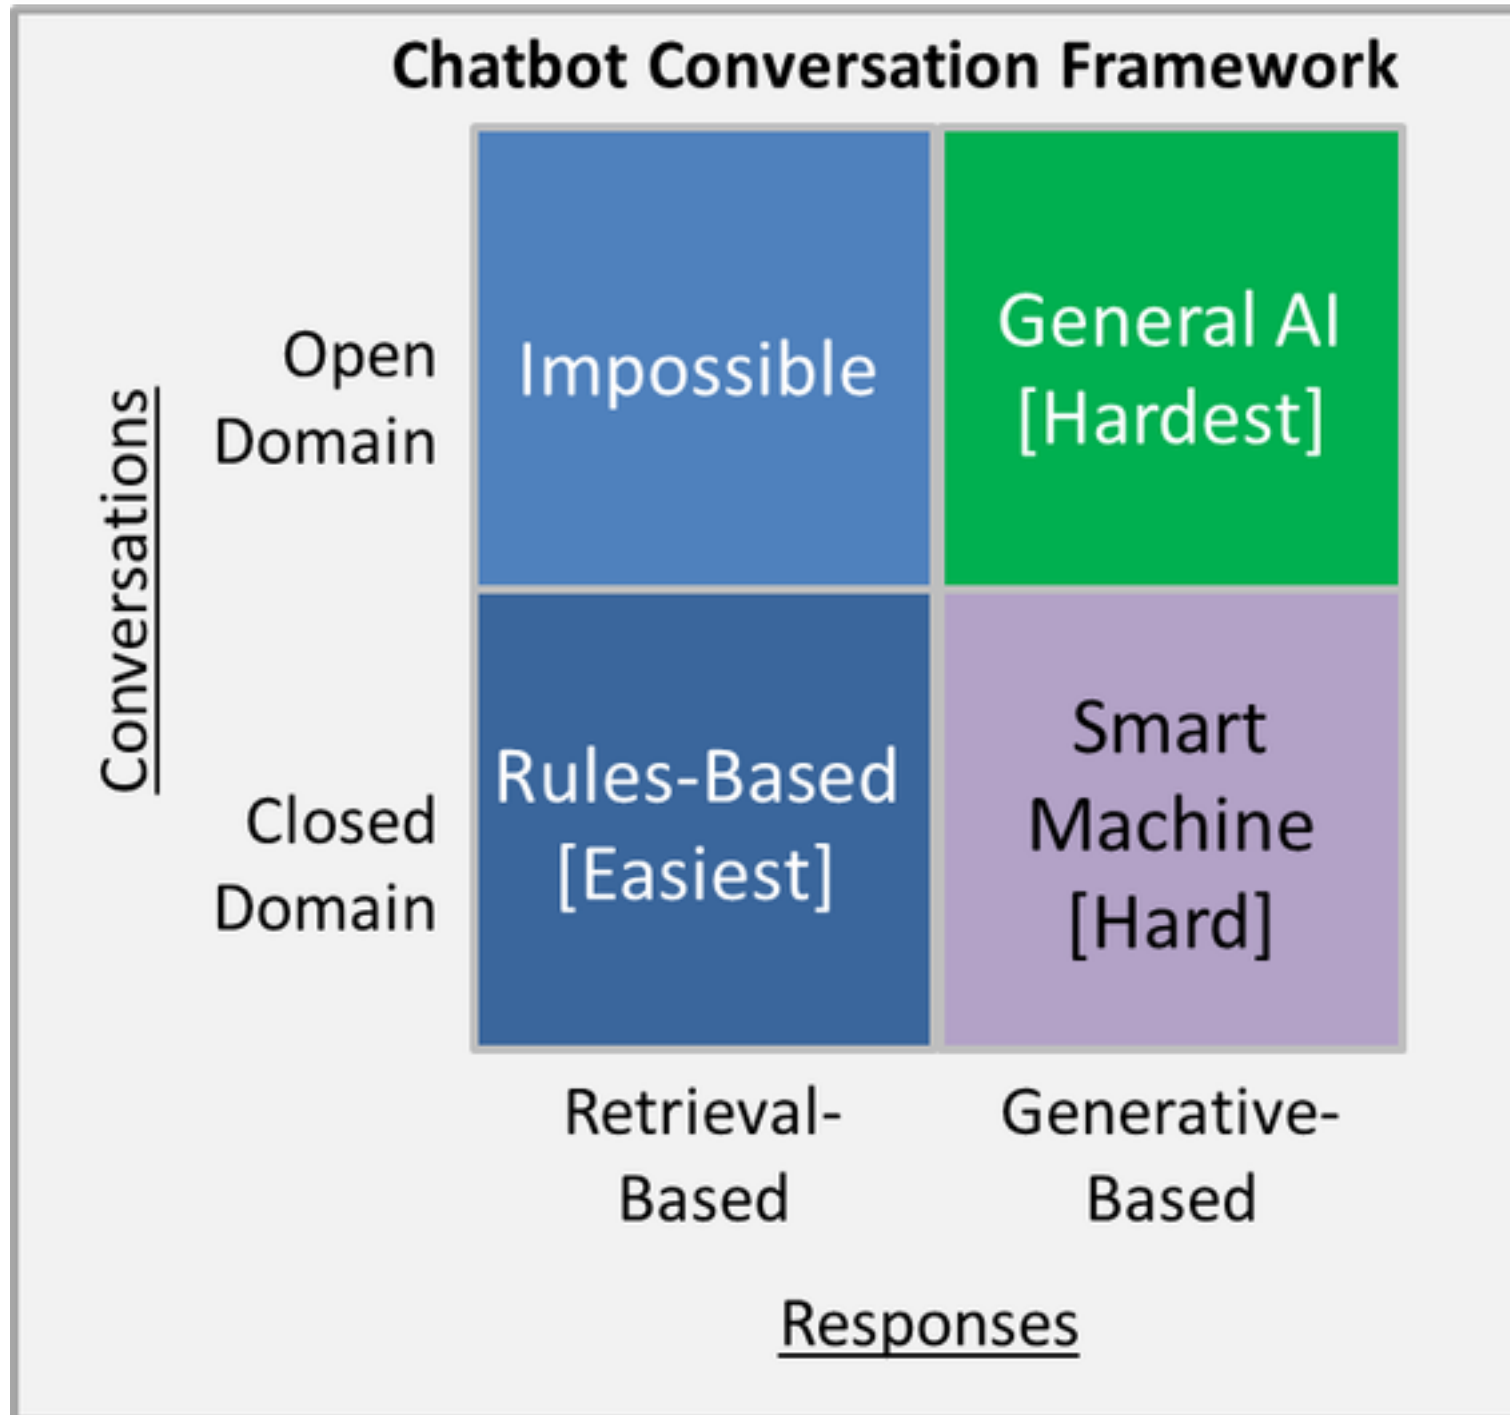 Chatbot Conversation Framework
Conversations
Open
Domain
Impossible
General AI
[Hardest]
Closed
Domain
Rules-Based
[Easiest]
Smart
Machine
[Hard]
Retrieval-
Based
Generative-
Based
Responses